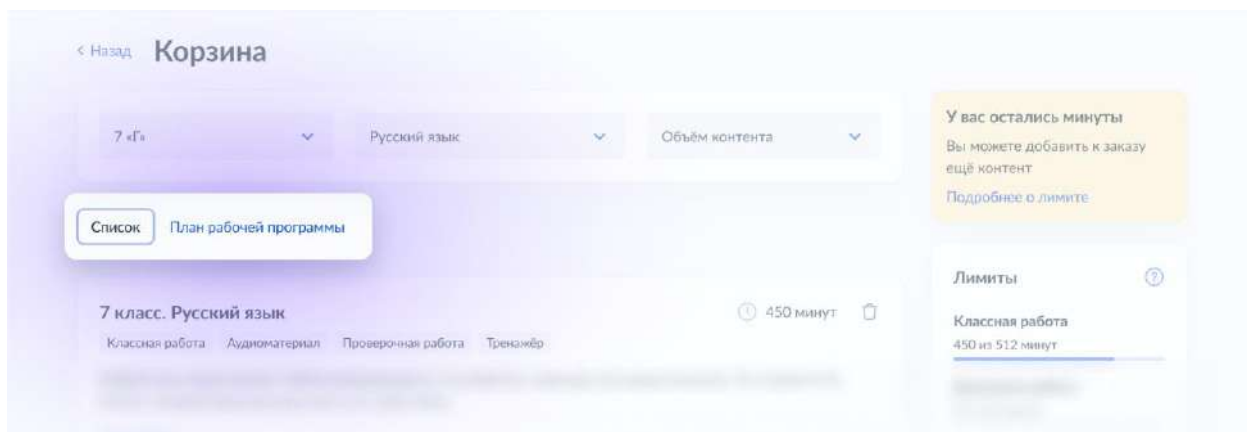 Назад Корзина
7 «Г» Русский язык Объём контента
Список План рабочей программы
7 класс. Русский язык 450 минут
Классная работа Аудиоматериал Проверочная работа Тренажёр
У вас остались минуты
Вы можете добавить к заказу
ещё контент
Подробнее о лимите
Лимиты
Классная работа
450 из 512 минут